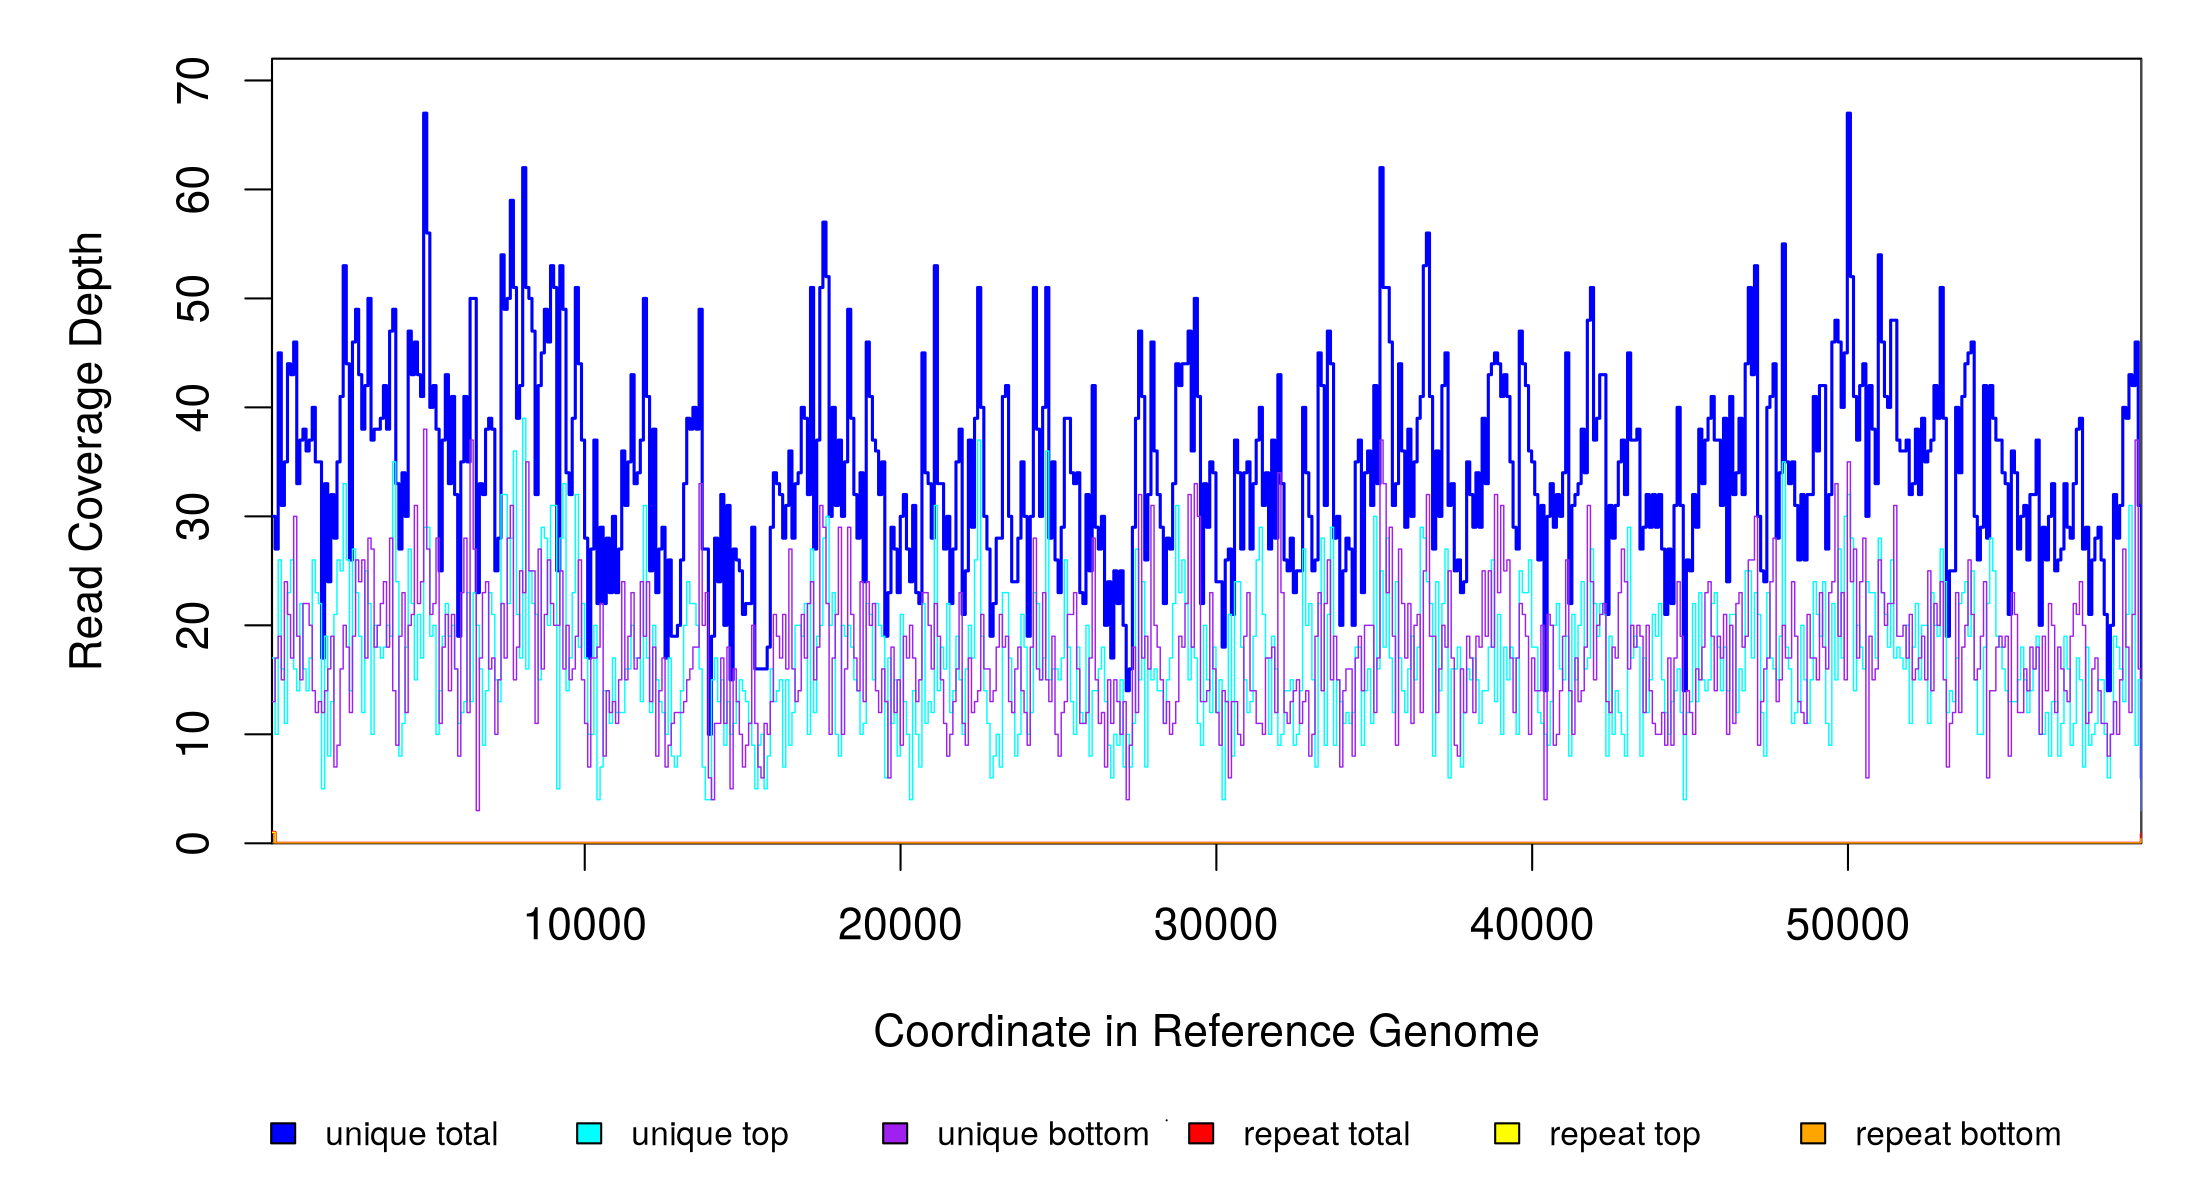 Read Coverage Depth
70
60
50
40
30
20
10
0
10000 20000 30000 40000 50000
Coordinate in Reference Genome
unique total unique top unique bottom repeat total repeat top repeat bottom